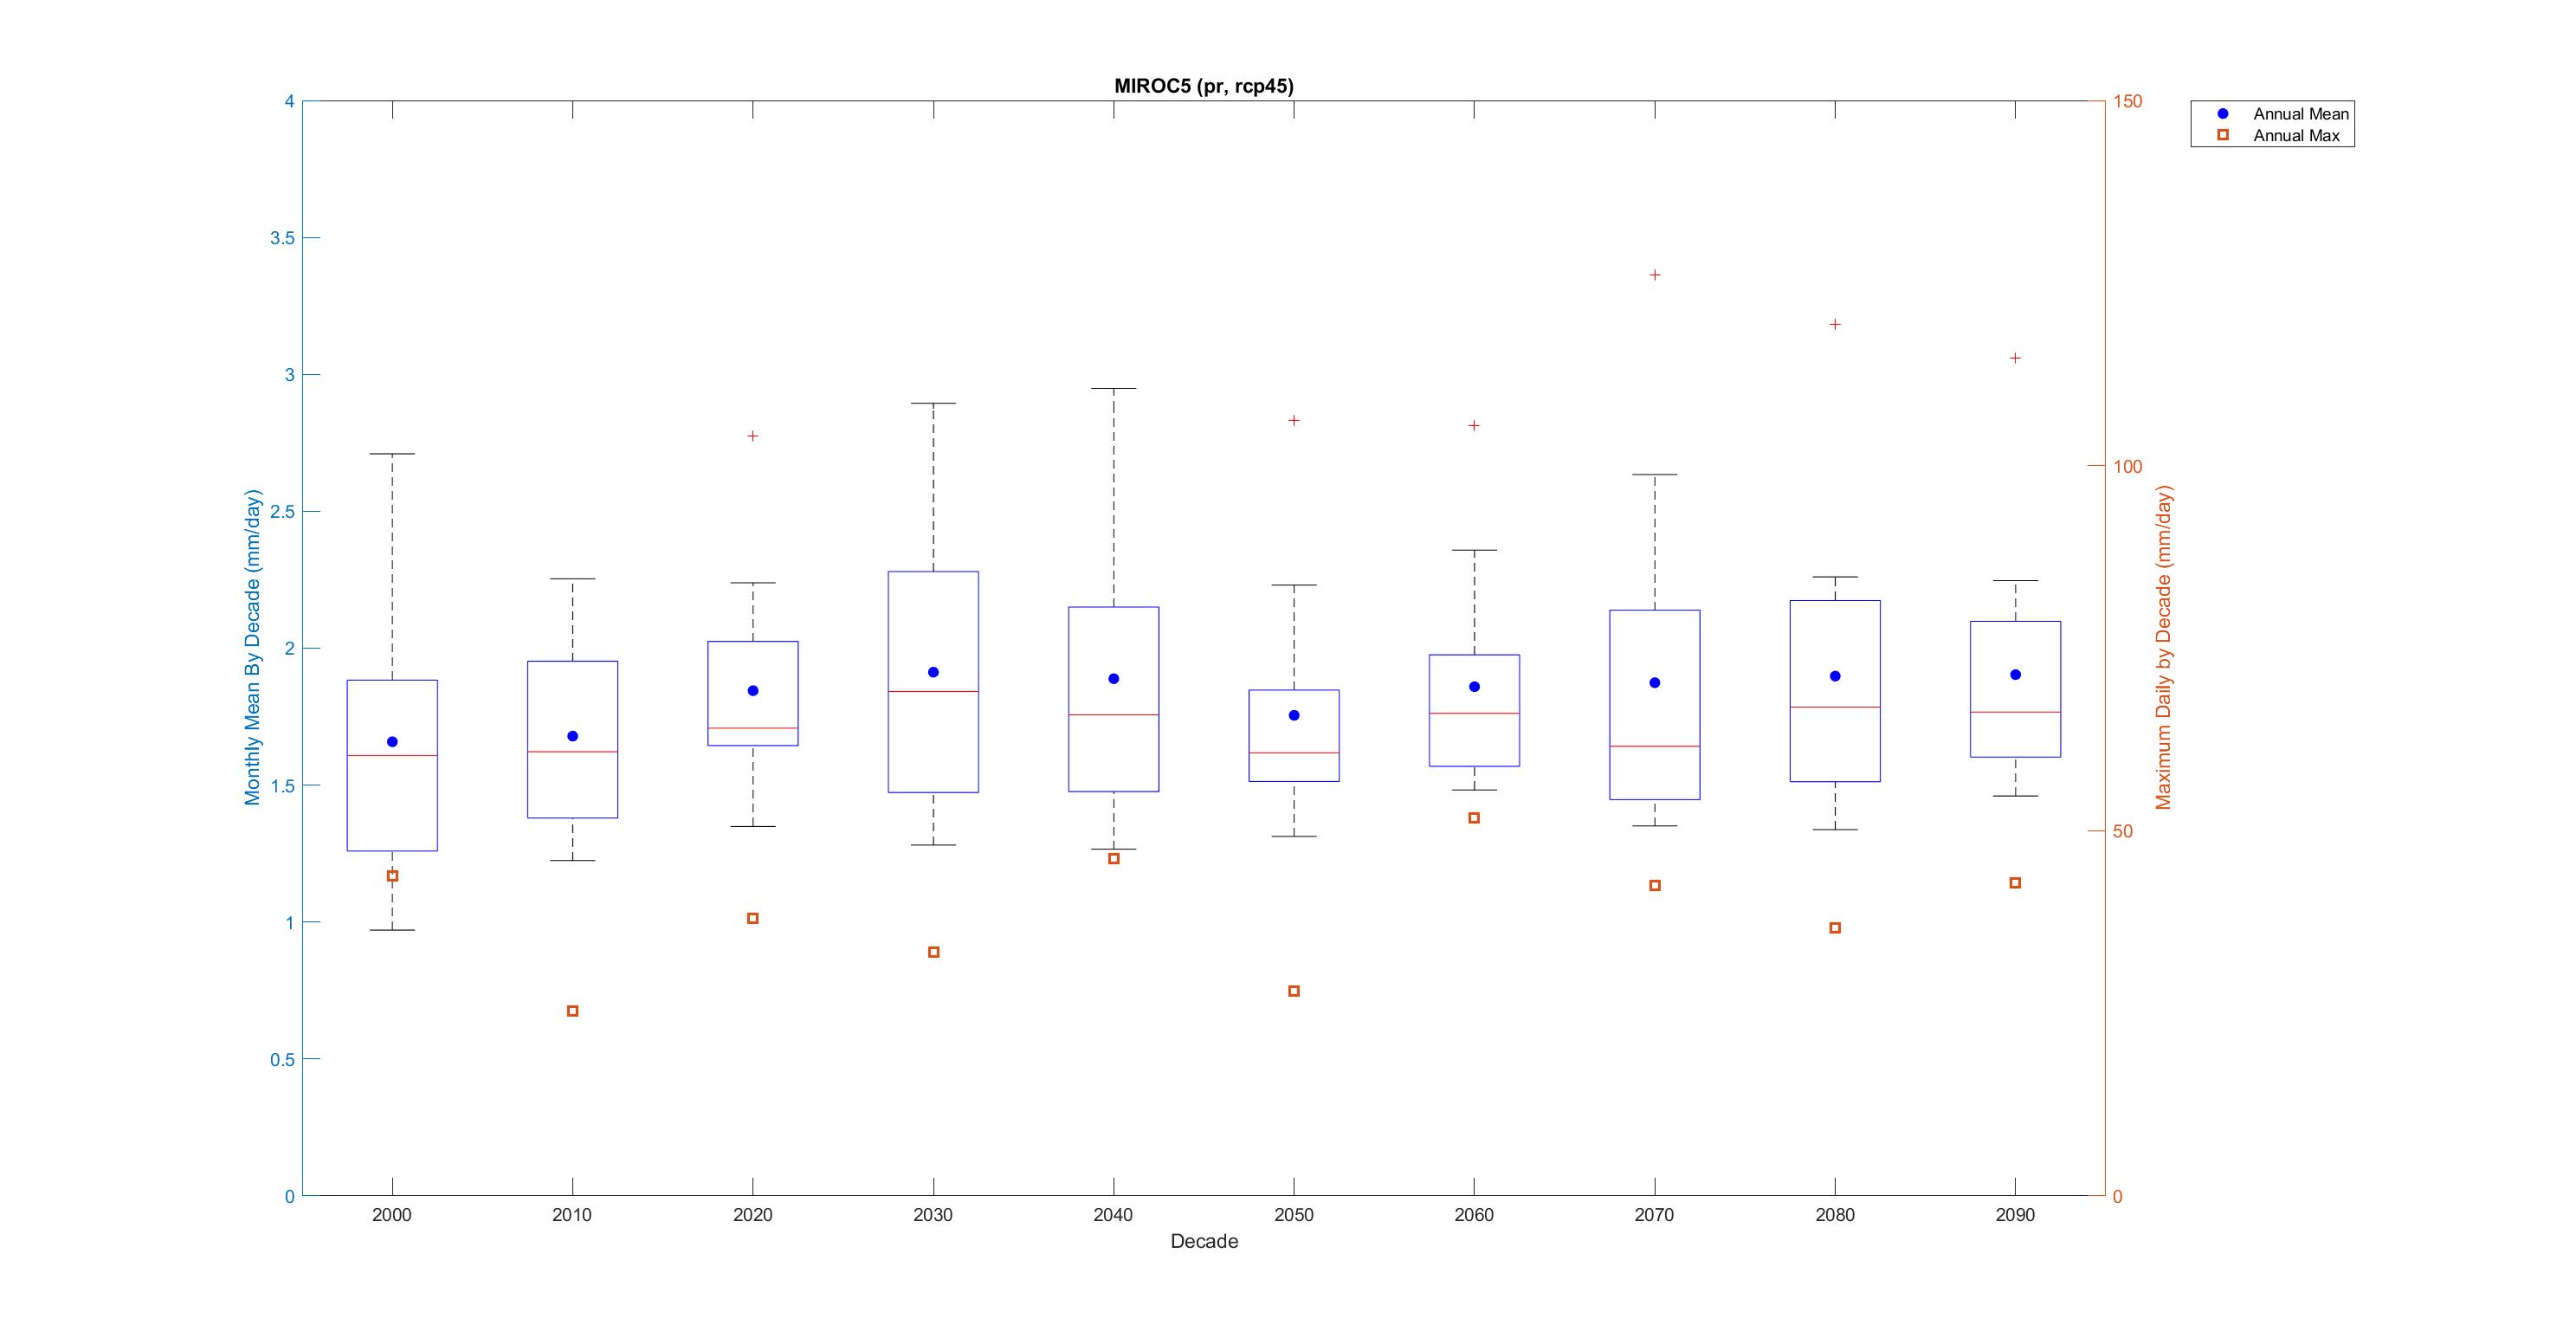 MIROC5 (pr, rcp45)
Annual Mean
Annual Max
Monthly Mean By Decade (mm/day)
4
3.5
3
2.5
2
1.5
1
0.5
0
150
100
50
0
Maximum Daily by Decade (mm/day)
2000 2010 2020 2030 2040 2050 2060 2070 2080 2090
Decade